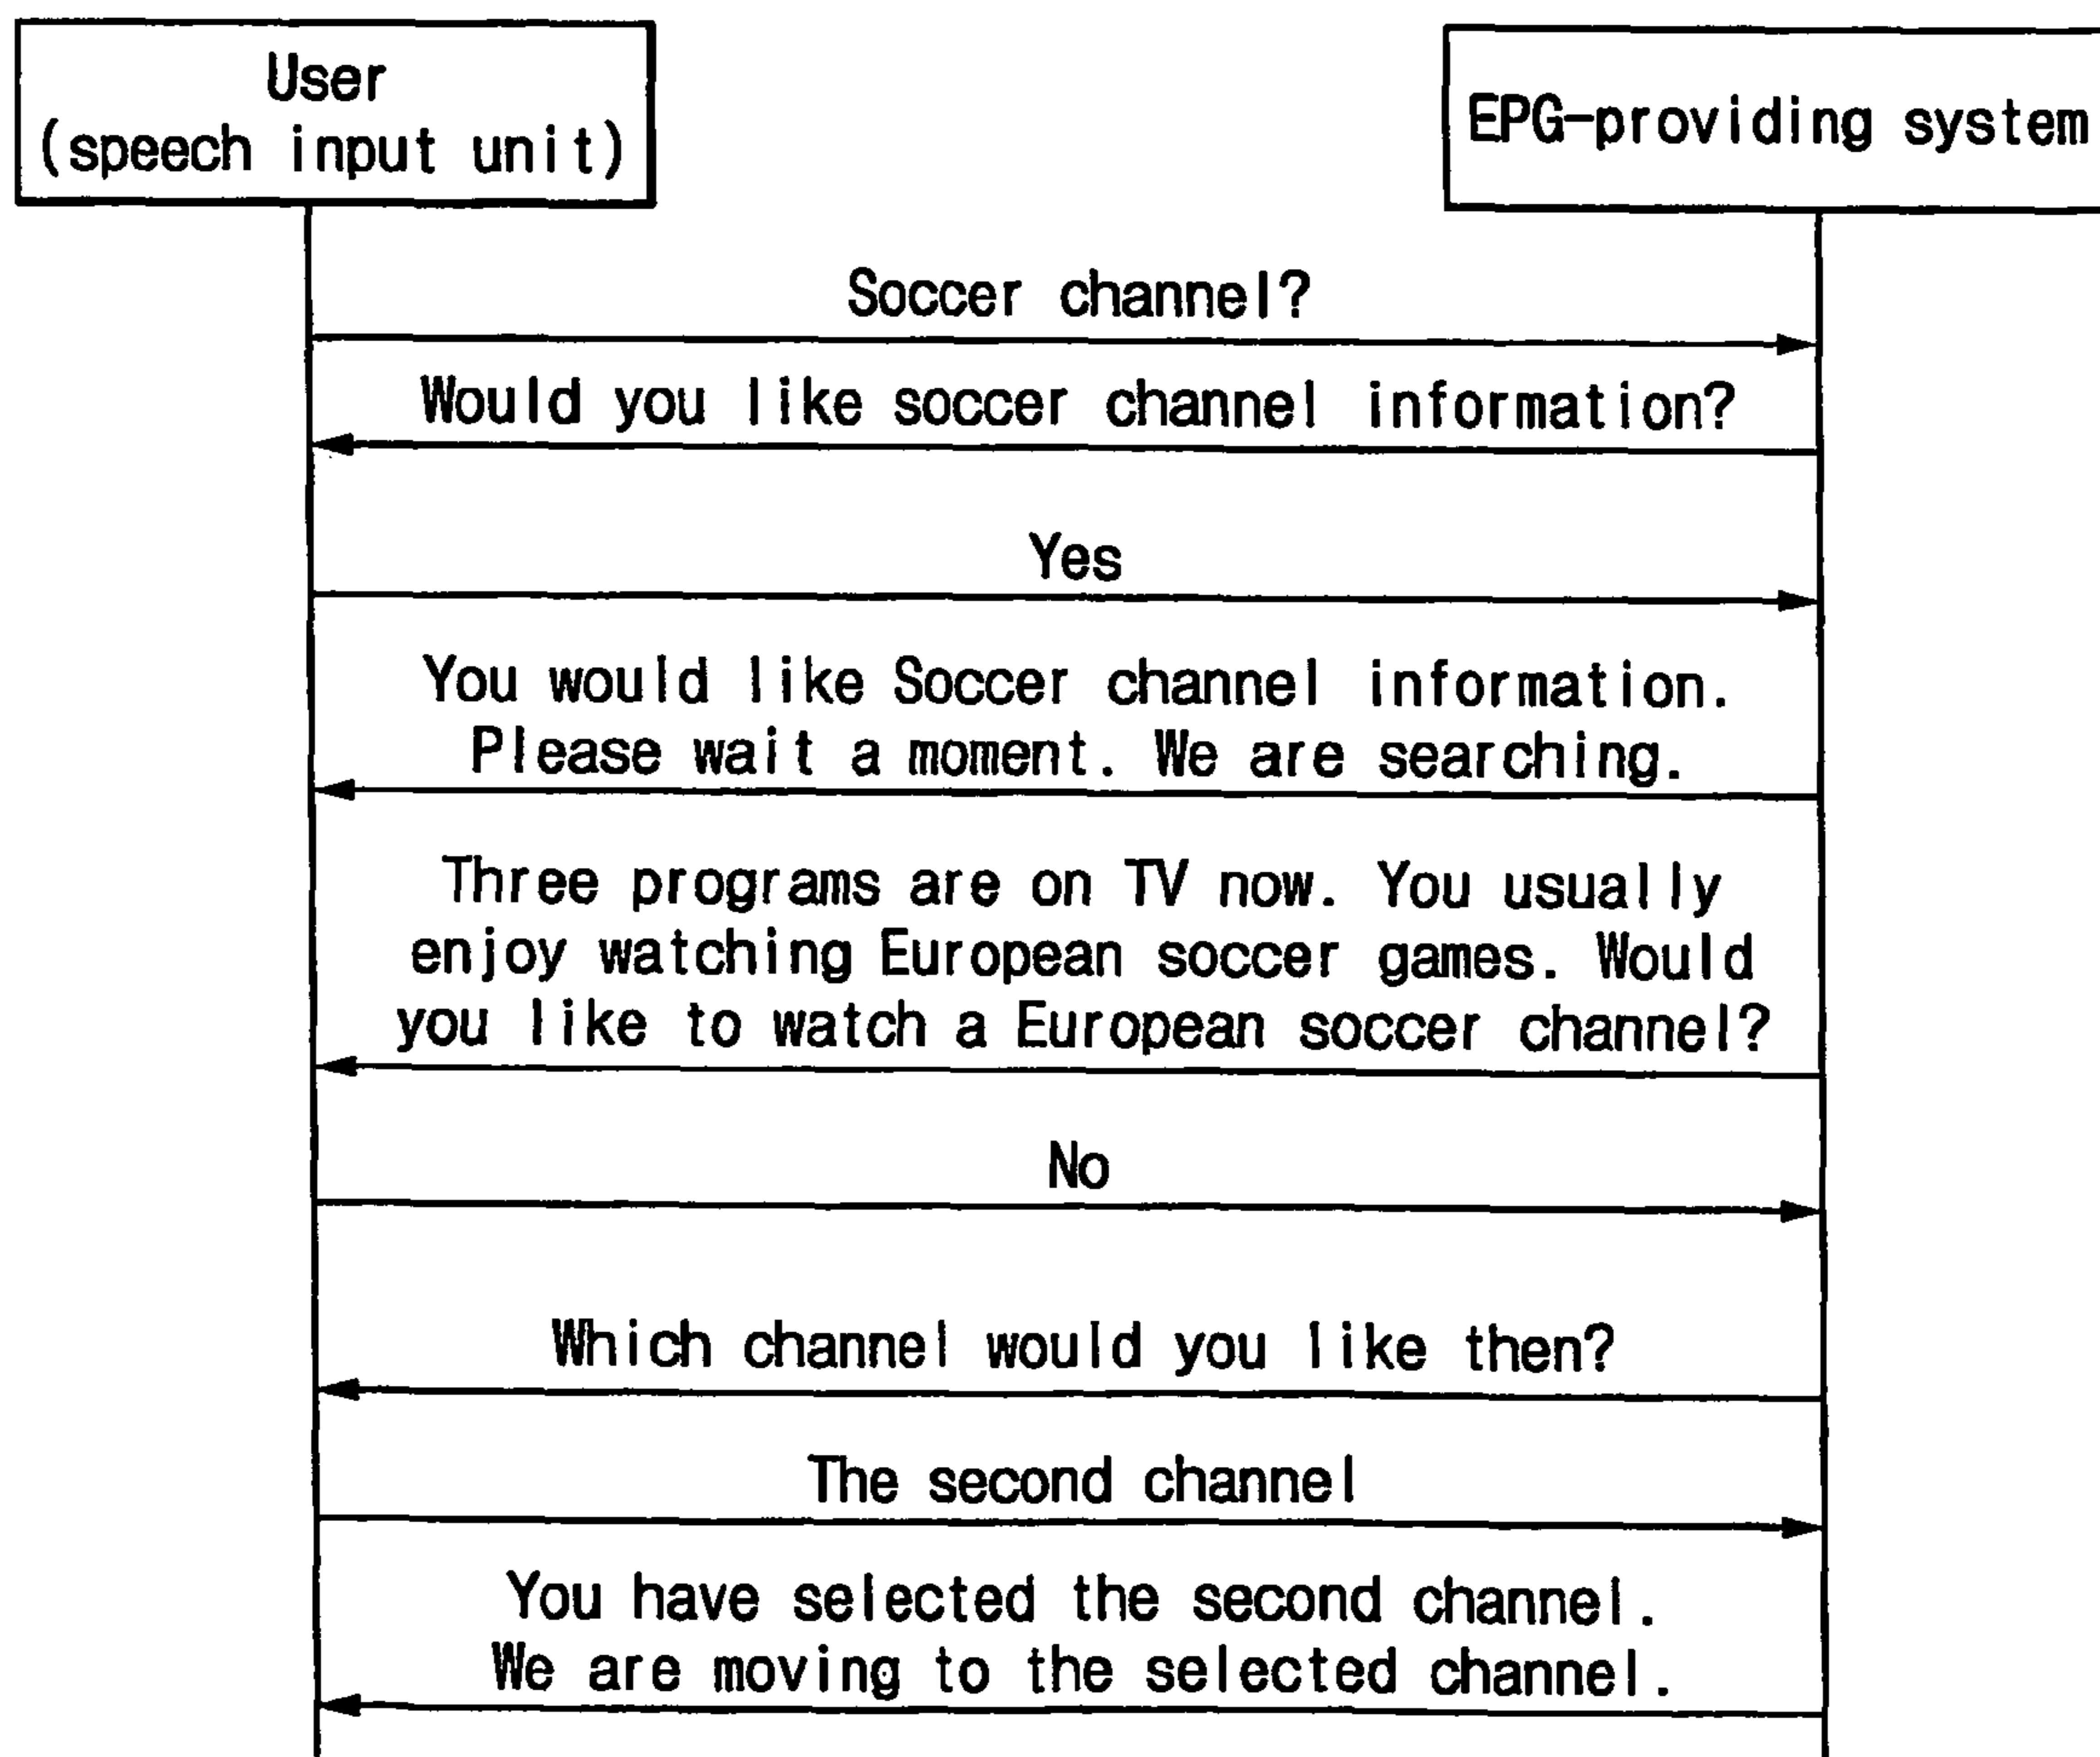 User
(speech input unit)
EPG-providing system
Soccer channel?
Would you like soccer channel information?
Yes
You would like Soccer channel information.
Please wait a moment. We are searching.
Three programs are on TV now. You usually
enjoy watching European soccer games. Would
you like to watch a European soccer channel?
No
Which channel would you like then?
The second channel
You have selected the second channel.
We are moving to the selected channel.